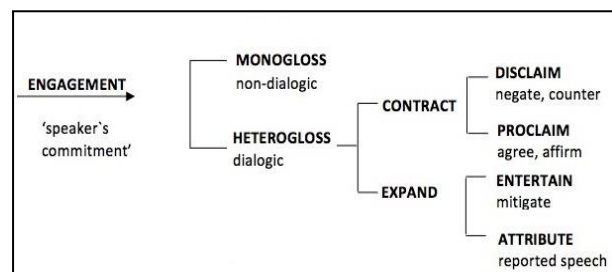 ENGAGEMENT
'speaker`s
commitment'
MONOGLOSS
non-dialogic
HETEROGLOSS
dialogic
CONTRACT
EXPAND
DISCLAIM
negate, counter
PROCLAIM
agree, affirm
ENTERTAIN
mitigate
ATTRIBUTE
reported speech